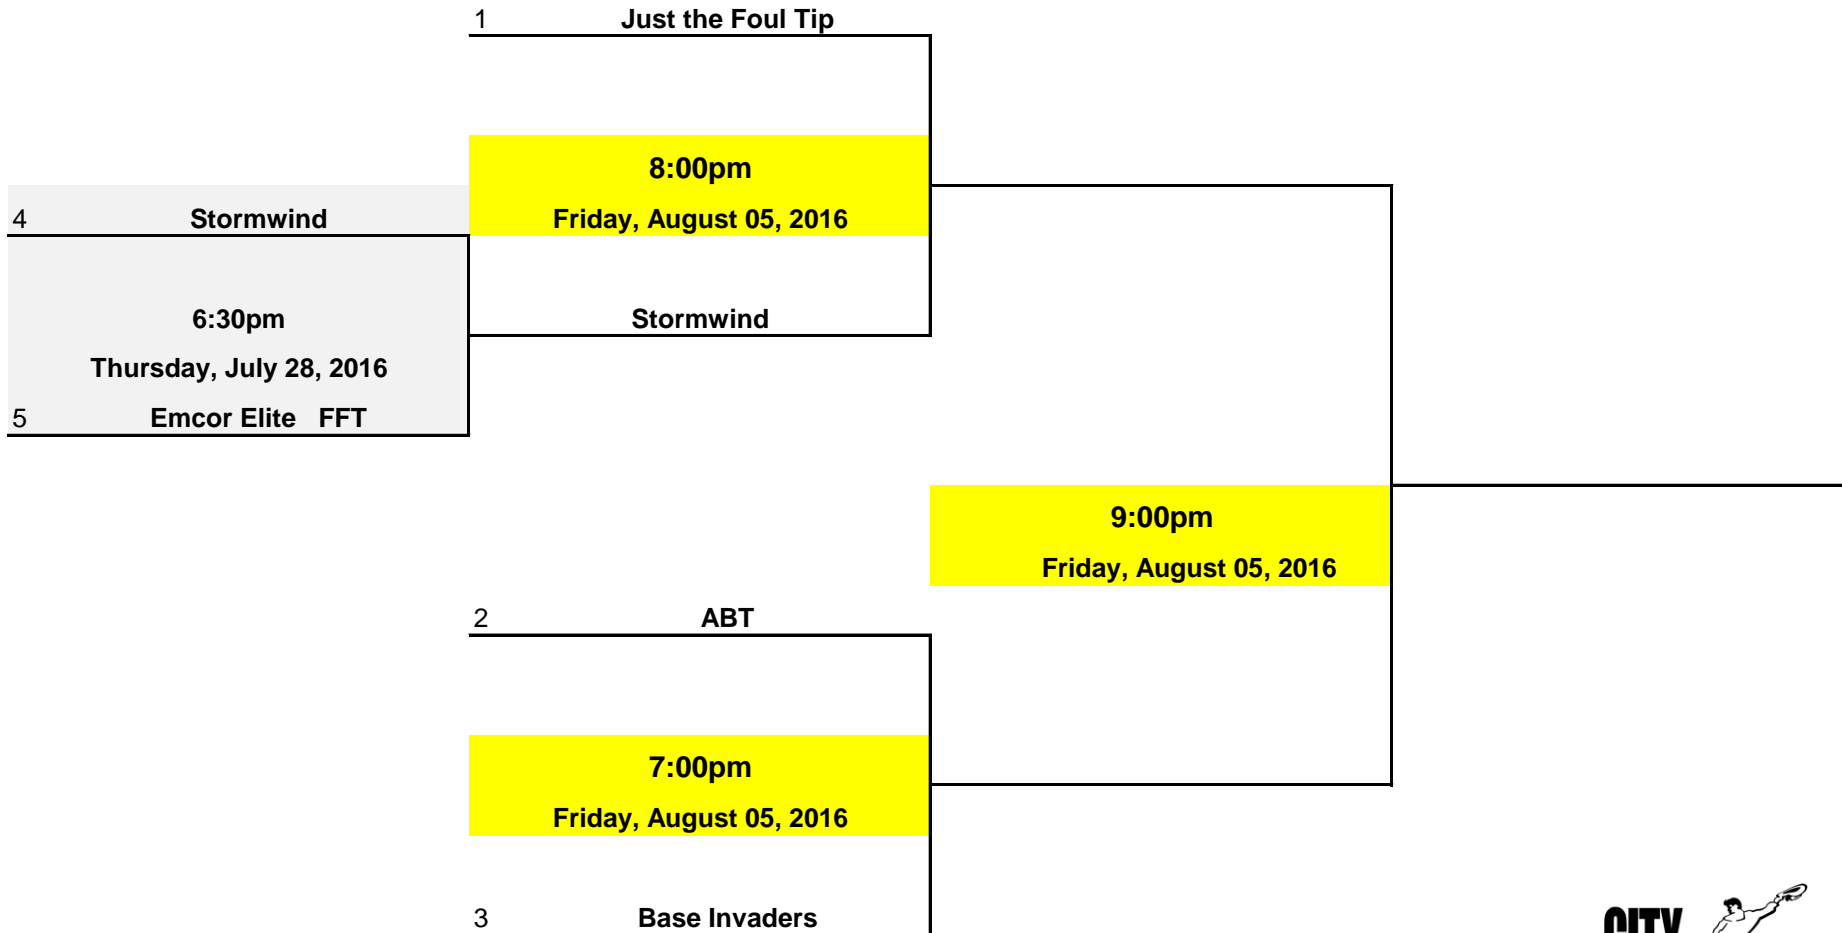 1 Just the Foul Tip
8:00pm
4 Stormwind Friday, August 05, 2016
6:30pm Stormwind
Thursday, July 28, 2016
5 Emcor Elite FFT
9:00pm
Friday, August 05, 2016
2 ABT
7:00pm
Friday, August 05, 2016
3 Base Invaders
CITY